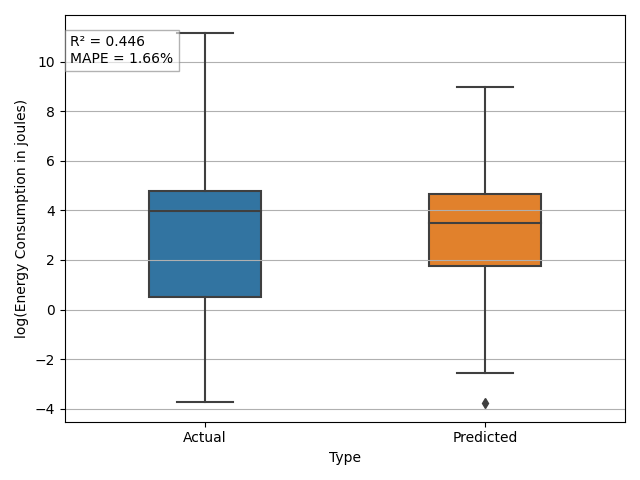 R² = 0.446
MAPE = 1.66%
log(Energy Consumption in joules)
10
8
6
4
2
0
−2
−4
Actual
Predicted
Type